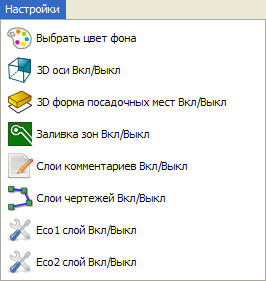 Настройки
Выбрать цвет фона
3D оси Вкл/Выкл
3D форма посадочных мест Вкл/Выкл
Заливка зон Вкл/Выкл
Слои комментариев Вкл/Выкл
Слои чертежей Вкл/Выкл
Eco1 слой Вкл/Выкл
Eco2 слой Вкл/Выкл